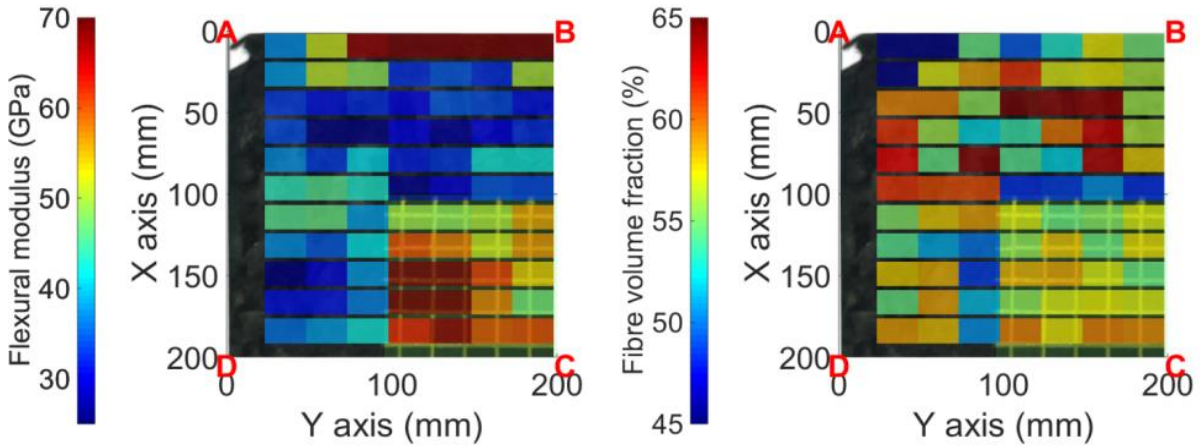 Flexural modulus (GPa)
70
60
50
40
30
X axis (mm)
0
50
100
150
200
A
B
C
D
0
100
200
Y axis (mm)
Fibre volume fraction (%)
65
60
55
50
45
X axis (mm)
0
50
100
150
200
A
B
C
D
0
100
200
Y axis (mm)